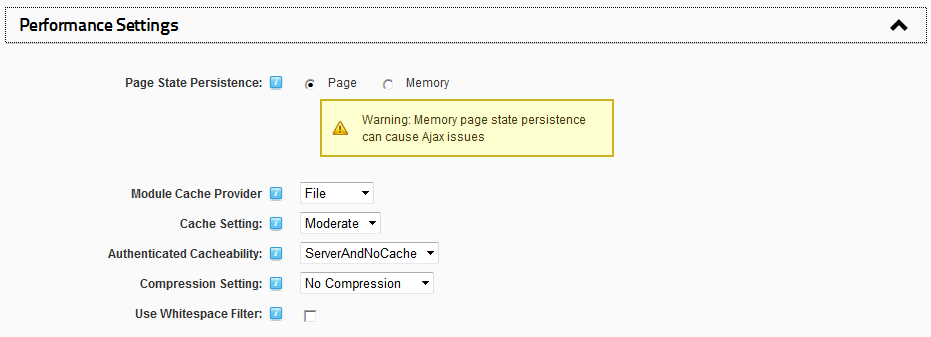 Performance Settings
Page State Persistence: Page Memory
Warning: Memory page state persistence
can cause Ajax issues
Module Cache Provider File
Cache Setting: Moderate
Authenticated Cacheability: ServerAndNoCache
Compression Setting: No Compression
Use Whitespace Filter: